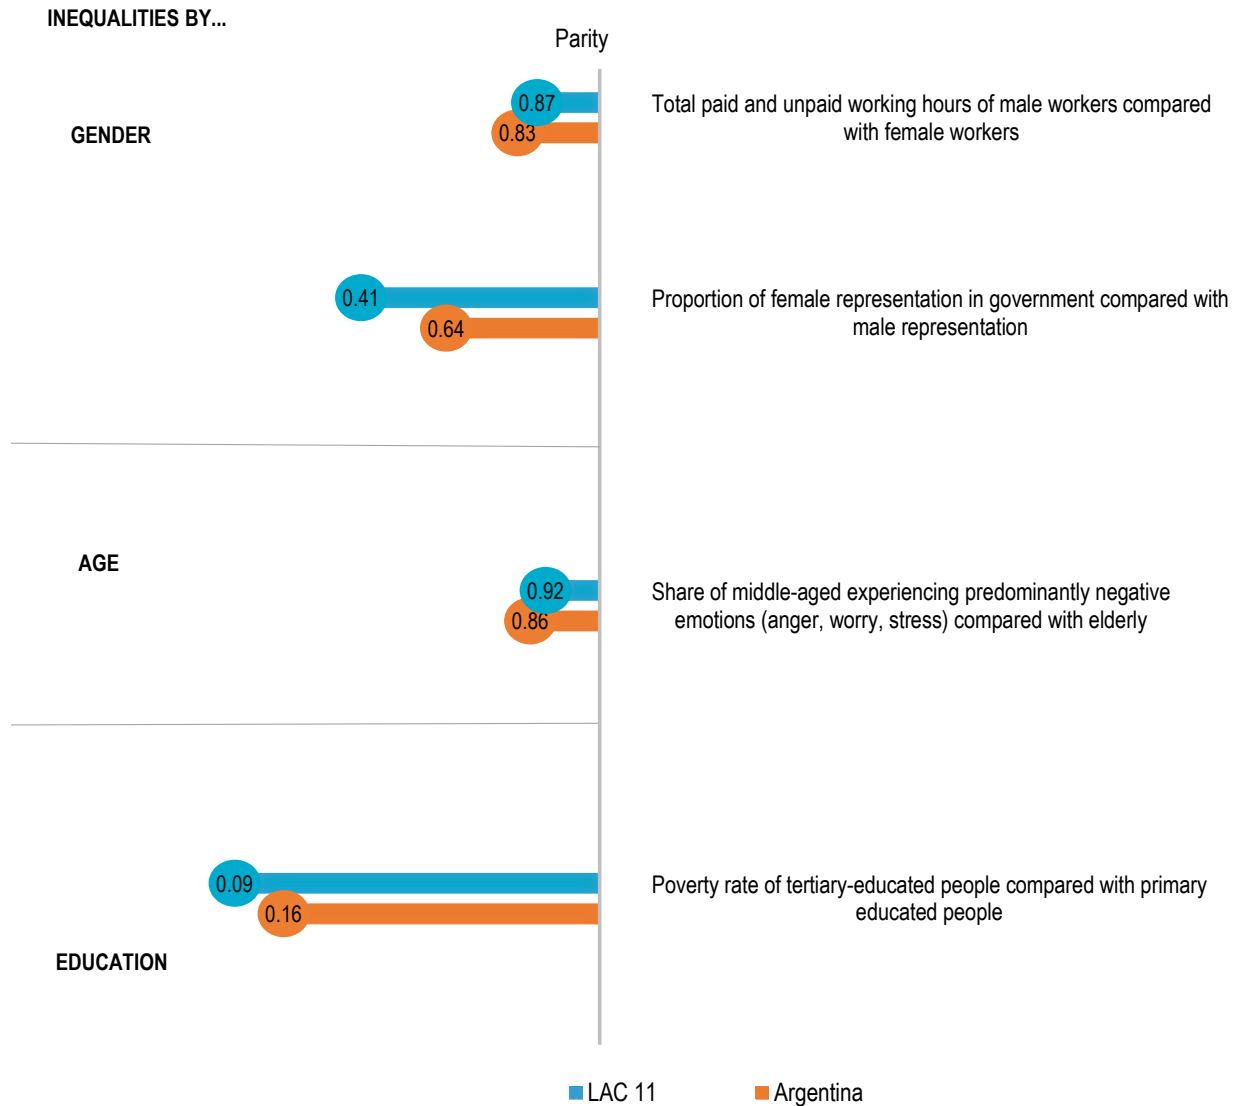 INEQUALITIES BY...
Parity
GENDER
0.87
0.83
Total paid and unpaid working hours of male workers compared
with female workers
0.41
0.64
Proportion of female representation in government compared with
male representation
AGE
0.92
0.86
Share of middle-aged experiencing predominantly negative
emotions (anger, worry, stress) compared with elderly
0.09
0.16
Poverty rate of tertiary-educated people compared with primary
educated people
EDUCATION
LAC 11
Argentina